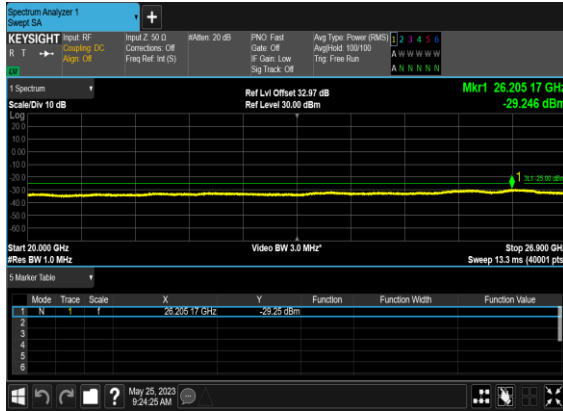 Spectrum Analyzer 1
Swept SA
+
KEYSIGHT Input: RF Input Z: 50 Ω #Atten: 20 dB PNO: Fast Avg Type: Power (RMS) 1 2 3 4 5 6
R T Coupling: DC Corrections: Off Gate: Off Avg|Hold: 100/100 A W W W W W
Align: Off Freq Ref: Int (S) IF Gain: Low Trig: Free Run
LU Sig Track: Off A N N N N N
1 Spectrum Ref Lvl Offset 32.97 dB Mkr1 26.205 17 GHz
Scale/Div 10 dB Ref Level 30.00 dBm -29.246 dBm
Log
20.0
10.0
0.00
-10.0
-20.0
1
-30.0
-40.0
-50.0
-60.0
Start 20.000 GHz Video BW 3.0 MHz* Stop 26.900 GHz
#Res BW 1.0 MHz Sweep 13.3 ms (40001 pts)
5 Marker Table
Mode Trace Scale X Y Function Function Width Function Value
1 N 1 f 26.205 17 GHz -29.25 dBm
2
3
4
5
6
? May 25, 2023
9:24:25 AM